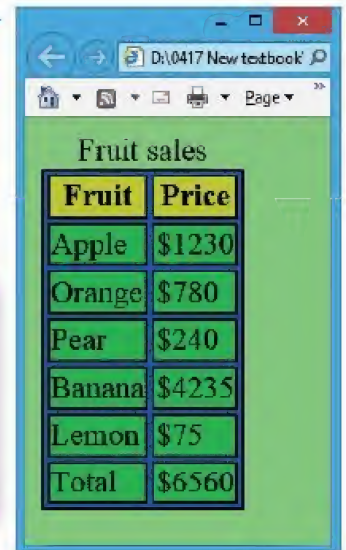 D:\0417 New textbook
Page
Fruit sales
Fruit Price
Apple $1230
Orange $780
Pear $240
Banana $4235
Lemon $75
Total $6560